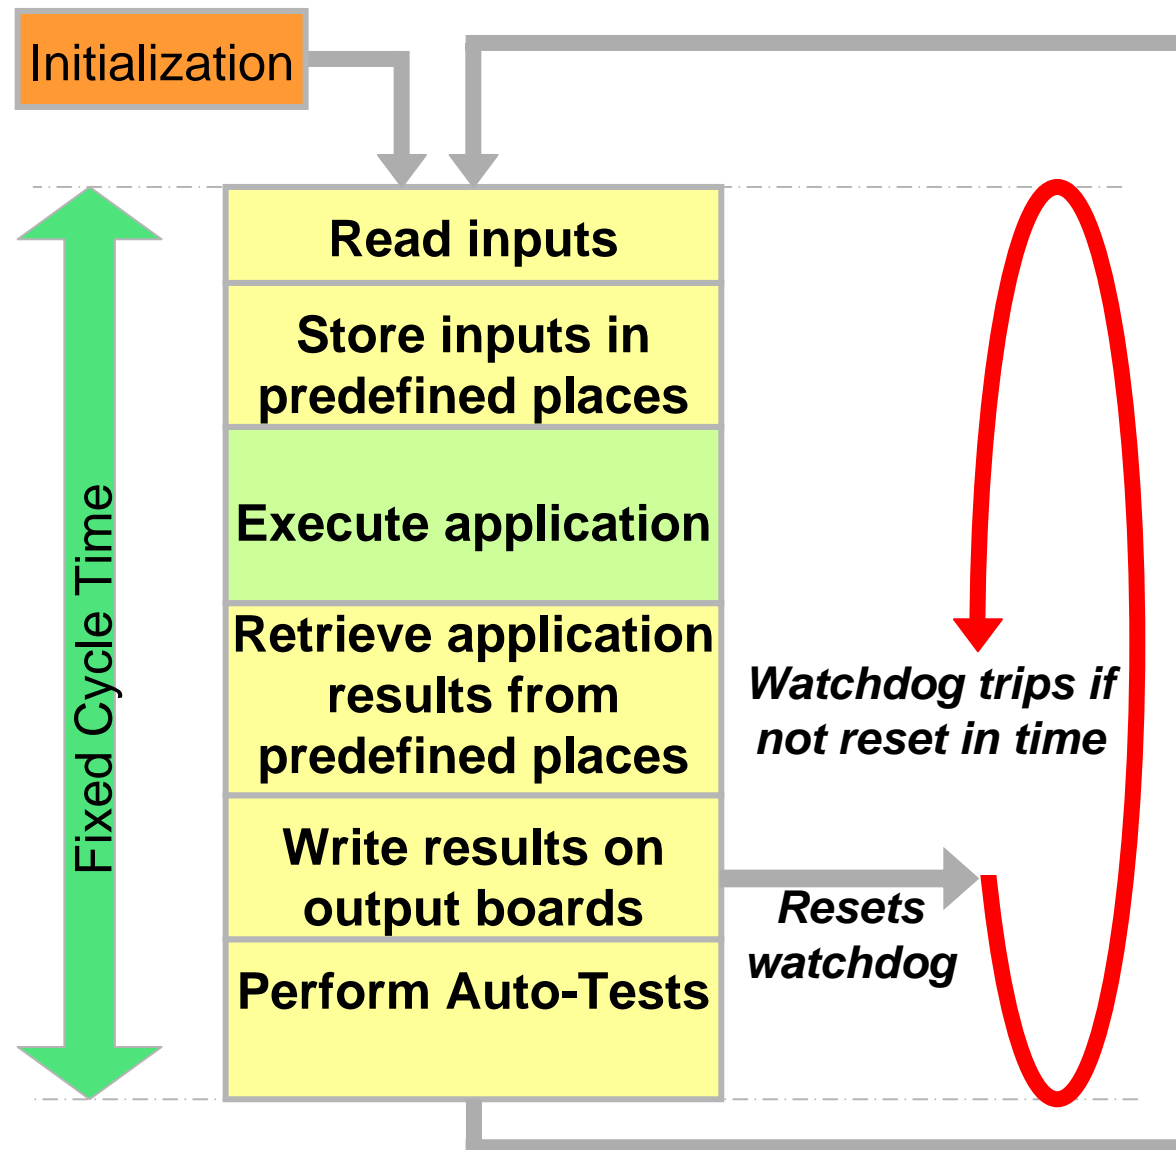 Initialization
Read inputs
Store inputs in
predefined places
Execute application
Retrieve application
results from
predefined places
Write results on
output boards
Perform Auto-Tests
Fixed Cycle Time
Watchdog trips if
not reset in time
Resets
watchdog